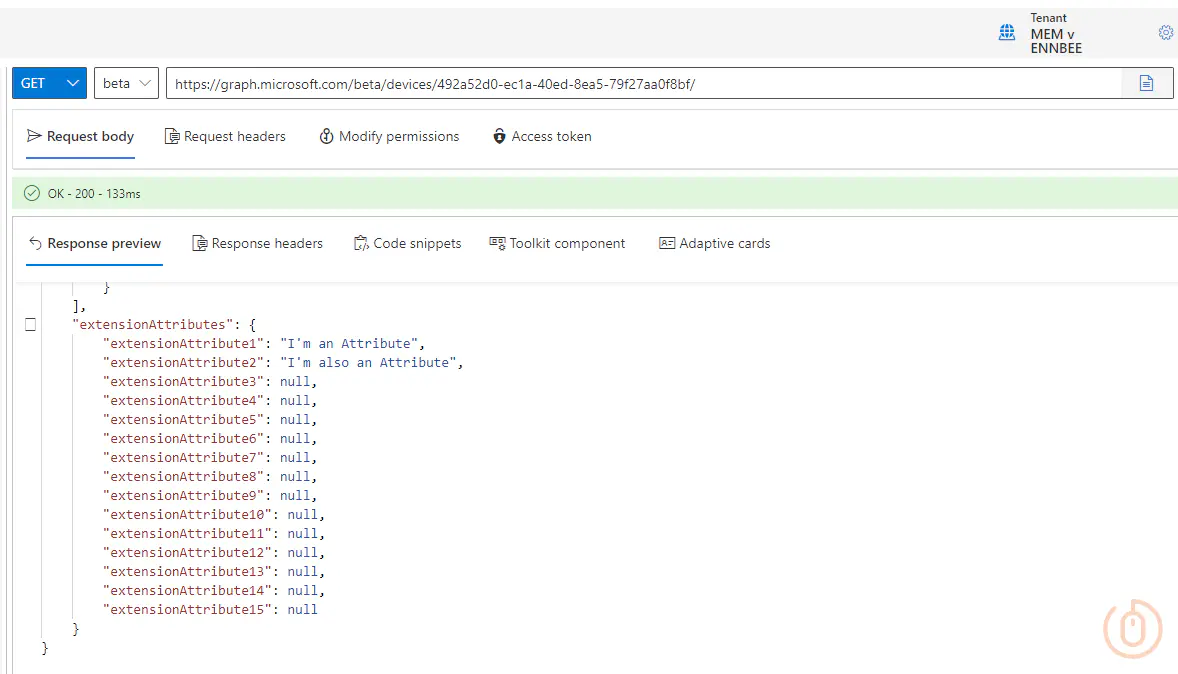 Tenant
MEM v
ENNBEE
GET beta https://graph.microsoft.com/beta/devices/492a52d0-ec1a-40ed-8ea5-79f27aa0f8bf/
Request body Request headers Modify permissions Access token
OK - 200 - 133ms
Response preview Response headers Code snippets Toolkit component Adaptive cards
}
],
"extensionAttributes": {
"extensionAttribute1": "I'm an Attribute",
"extensionAttribute2": "I'm also an Attribute",
"extensionAttribute3": null,
"extensionAttribute4": null,
"extensionAttribute5": null,
"extensionAttribute6": null,
"extensionAttribute7": null,
"extensionAttribute8": null,
"extensionAttribute9": null,
"extensionAttribute10": null,
"extensionAttribute11": null,
"extensionAttribute12": null,
"extensionAttribute13": null,
"extensionAttribute14": null,
"extensionAttribute15": null
}
}